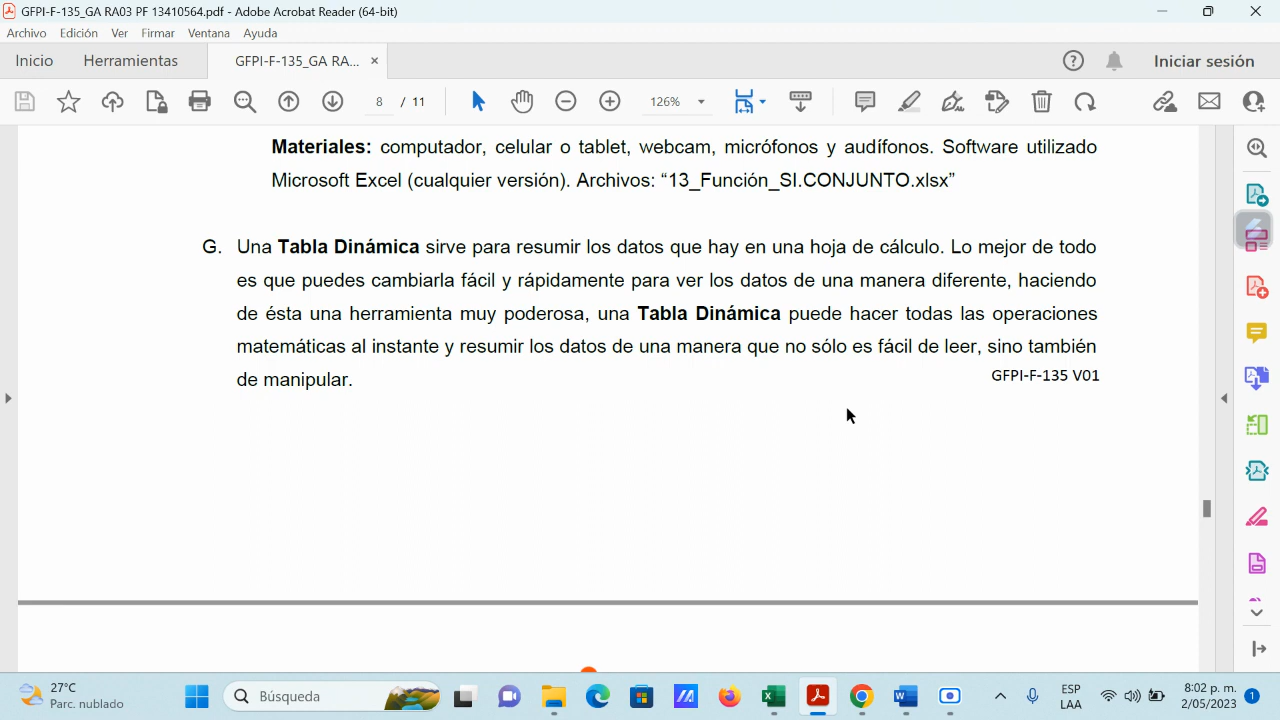 GFPI-F-135_GA RA03 PF 13410564.pdf - Adobe Acrobat Reader (64-bit)
Archivo Edición Ver Firmar Ventana Ayuda
Inicio Herramientas GFPI-F-135_GA RA... × Iniciar sesión
8 / 11 126%
Materiales: computador, celular o tablet, webcam, micrófonos y audífonos. Software utilizado
Microsoft Excel (cualquier versión). Archivos: “13_Función_SI.CONJUNTO.xlsx”
G. Una Tabla Dinámica sirve para resumir los datos que hay en una hoja de cálculo. Lo mejor de todo
es que puedes cambiarla fácil y rápidamente para ver los datos de una manera diferente, haciendo
de ésta una herramienta muy poderosa, una Tabla Dinámica puede hacer todas las operaciones
matemáticas al instante y resumir los datos de una manera que no sólo es fácil de leer, sino también
de manipular.
GFPI-F-135 V01
27°C
Parc. nublado
Búsqueda
ESP
LAA
8:02 p. m.
2/05/2023
1